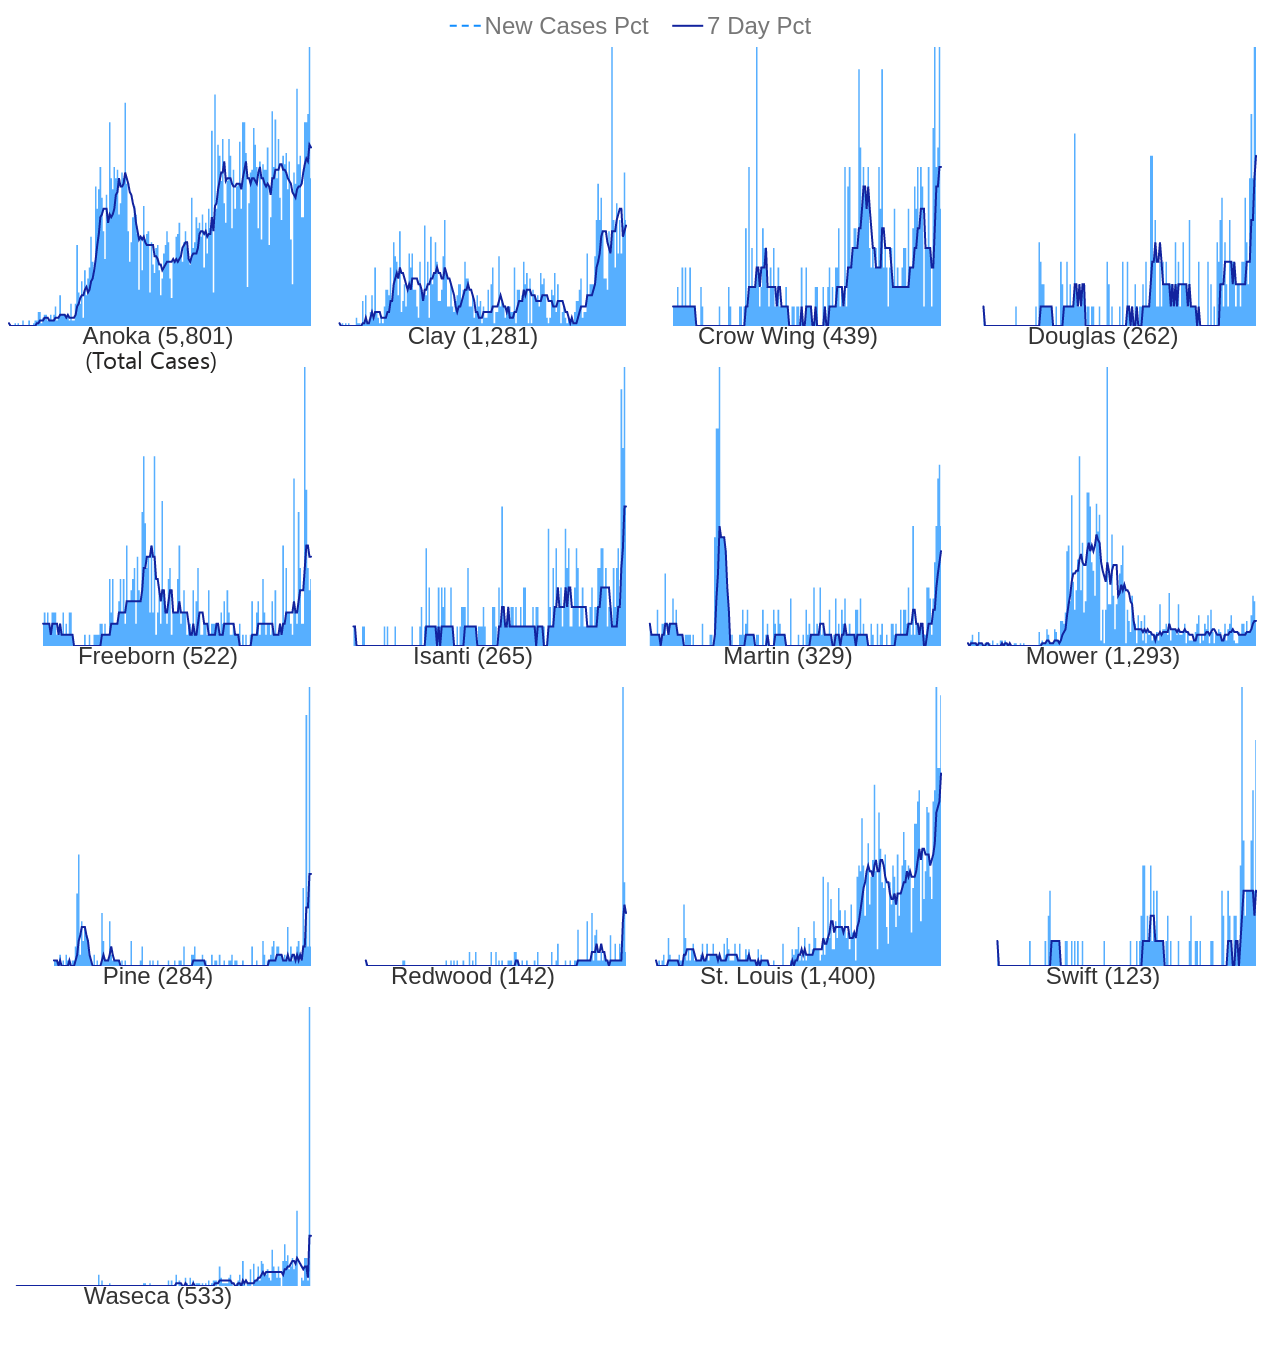 New Cases Pct 7 Day Pct
Anoka (5,801) Clay (1,281) Crow Wing (439) Douglas (262)
(Total Cases)
Freeborn (522) Isanti (265) Martin (329) Mower (1,293)
Pine (284) Redwood (142) St. Louis (1,400) Swift (123)
Waseca (533)